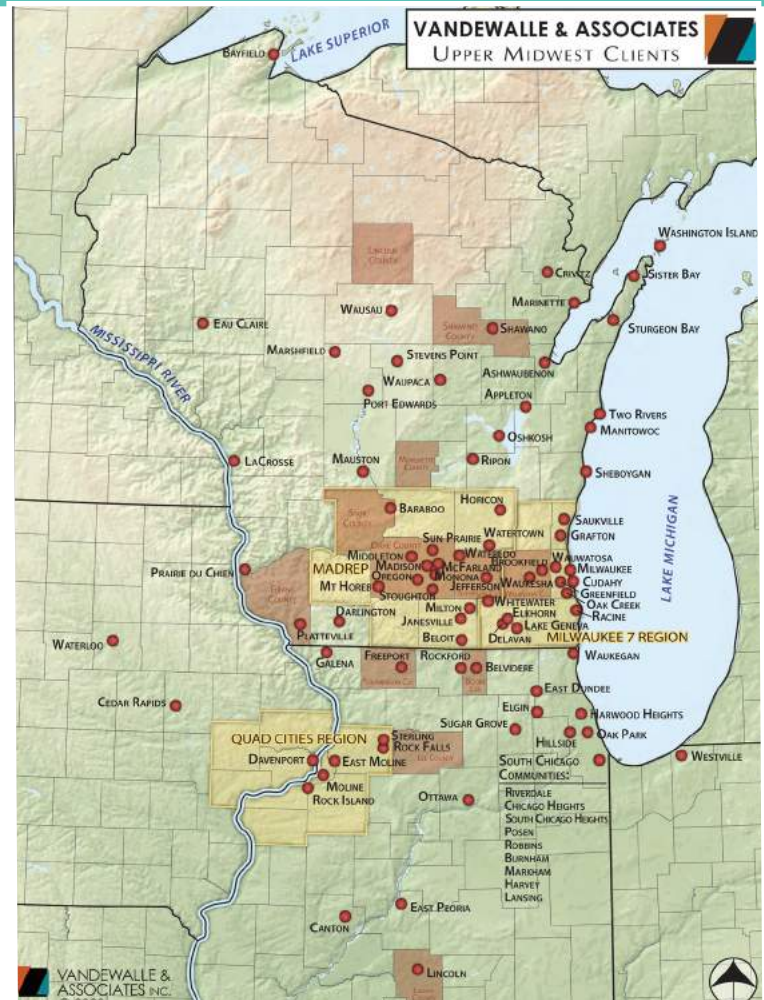 VANDEWALLE & ASSOCIATES
UPPER MIDWEST CLIENTS
LAKE SUPERIOR
BAYFIELD
WASHINGTON ISLAND
LINCOLN COUNTY
CRIVITZ
SISTER BAY
MARINETTE
WAUSAU
STURGEON BAY
EAU CLAIRE
SHAWANO COUNTY
SHAWANO
MISSISSIPPI RIVER
MARSHFIELD
STEVENS POINT
ASHWAUBENON
WAUPACA
PORT EDWARDS
APPLETON
TWO RIVERS
MANITOWOC
OSHKOSH
LACROSSE
MAUSTON
RIPON
SHEBOYGAN
LAKE MICHIGAN
HORICON
BARABOO
SAUKVILLE
GRAFTON
SUN PRAIRIE
WATERTOWN
MIDDLETON
WATERLOO
WAUWATOSA
PRAIRIE DU CHIEN
MADREP
MADISON
MCFARLAND
BROOKFIELD
MILWAUKEE
OREGON
MONONA
WAUKESHA
CUDAHY
MT HOREB
JEFFERSON
GREENFIELD
STOUGHTON
WHITEWATER
OAK CREEK
DARLINGTON
MILTON
ELKHORN
RACINE
JANESVILLE
LAKE GENEVA
PLATTEVILLE
BELOIT
DELAVAN
MILWAUKEE 7 REGION
WATERLOO
GALENA
FREEPORT
ROCKFORD
BELVIDERE
WAUKEGAN
CEDAR RAPIDS
EAST DUNDEE
ELGIN
HARWOOD HEIGHTS
SUGAR GROVE
QUAD CITIES REGION
STERLING
ROCK FALLS
LEE COUNTY
HILLSIDE
OAK PARK
DAVENPORT
EAST MOLINE
WESTVILLE
MOLINE
ROCK ISLAND
OTTAWA
SOUTH CHICAGO
COMMUNITIES:
RIVERDALE
CHICAGO HEIGHTS
SOUTH CHICAGO HEIGHTS
POSEN
ROBBINS
BURNHAM
MARKHAM
HARVEY
LANSING
EAST PEORIA
CANTON
LINCOLN
VANDEWALLE &
ASSOCIATES INC.